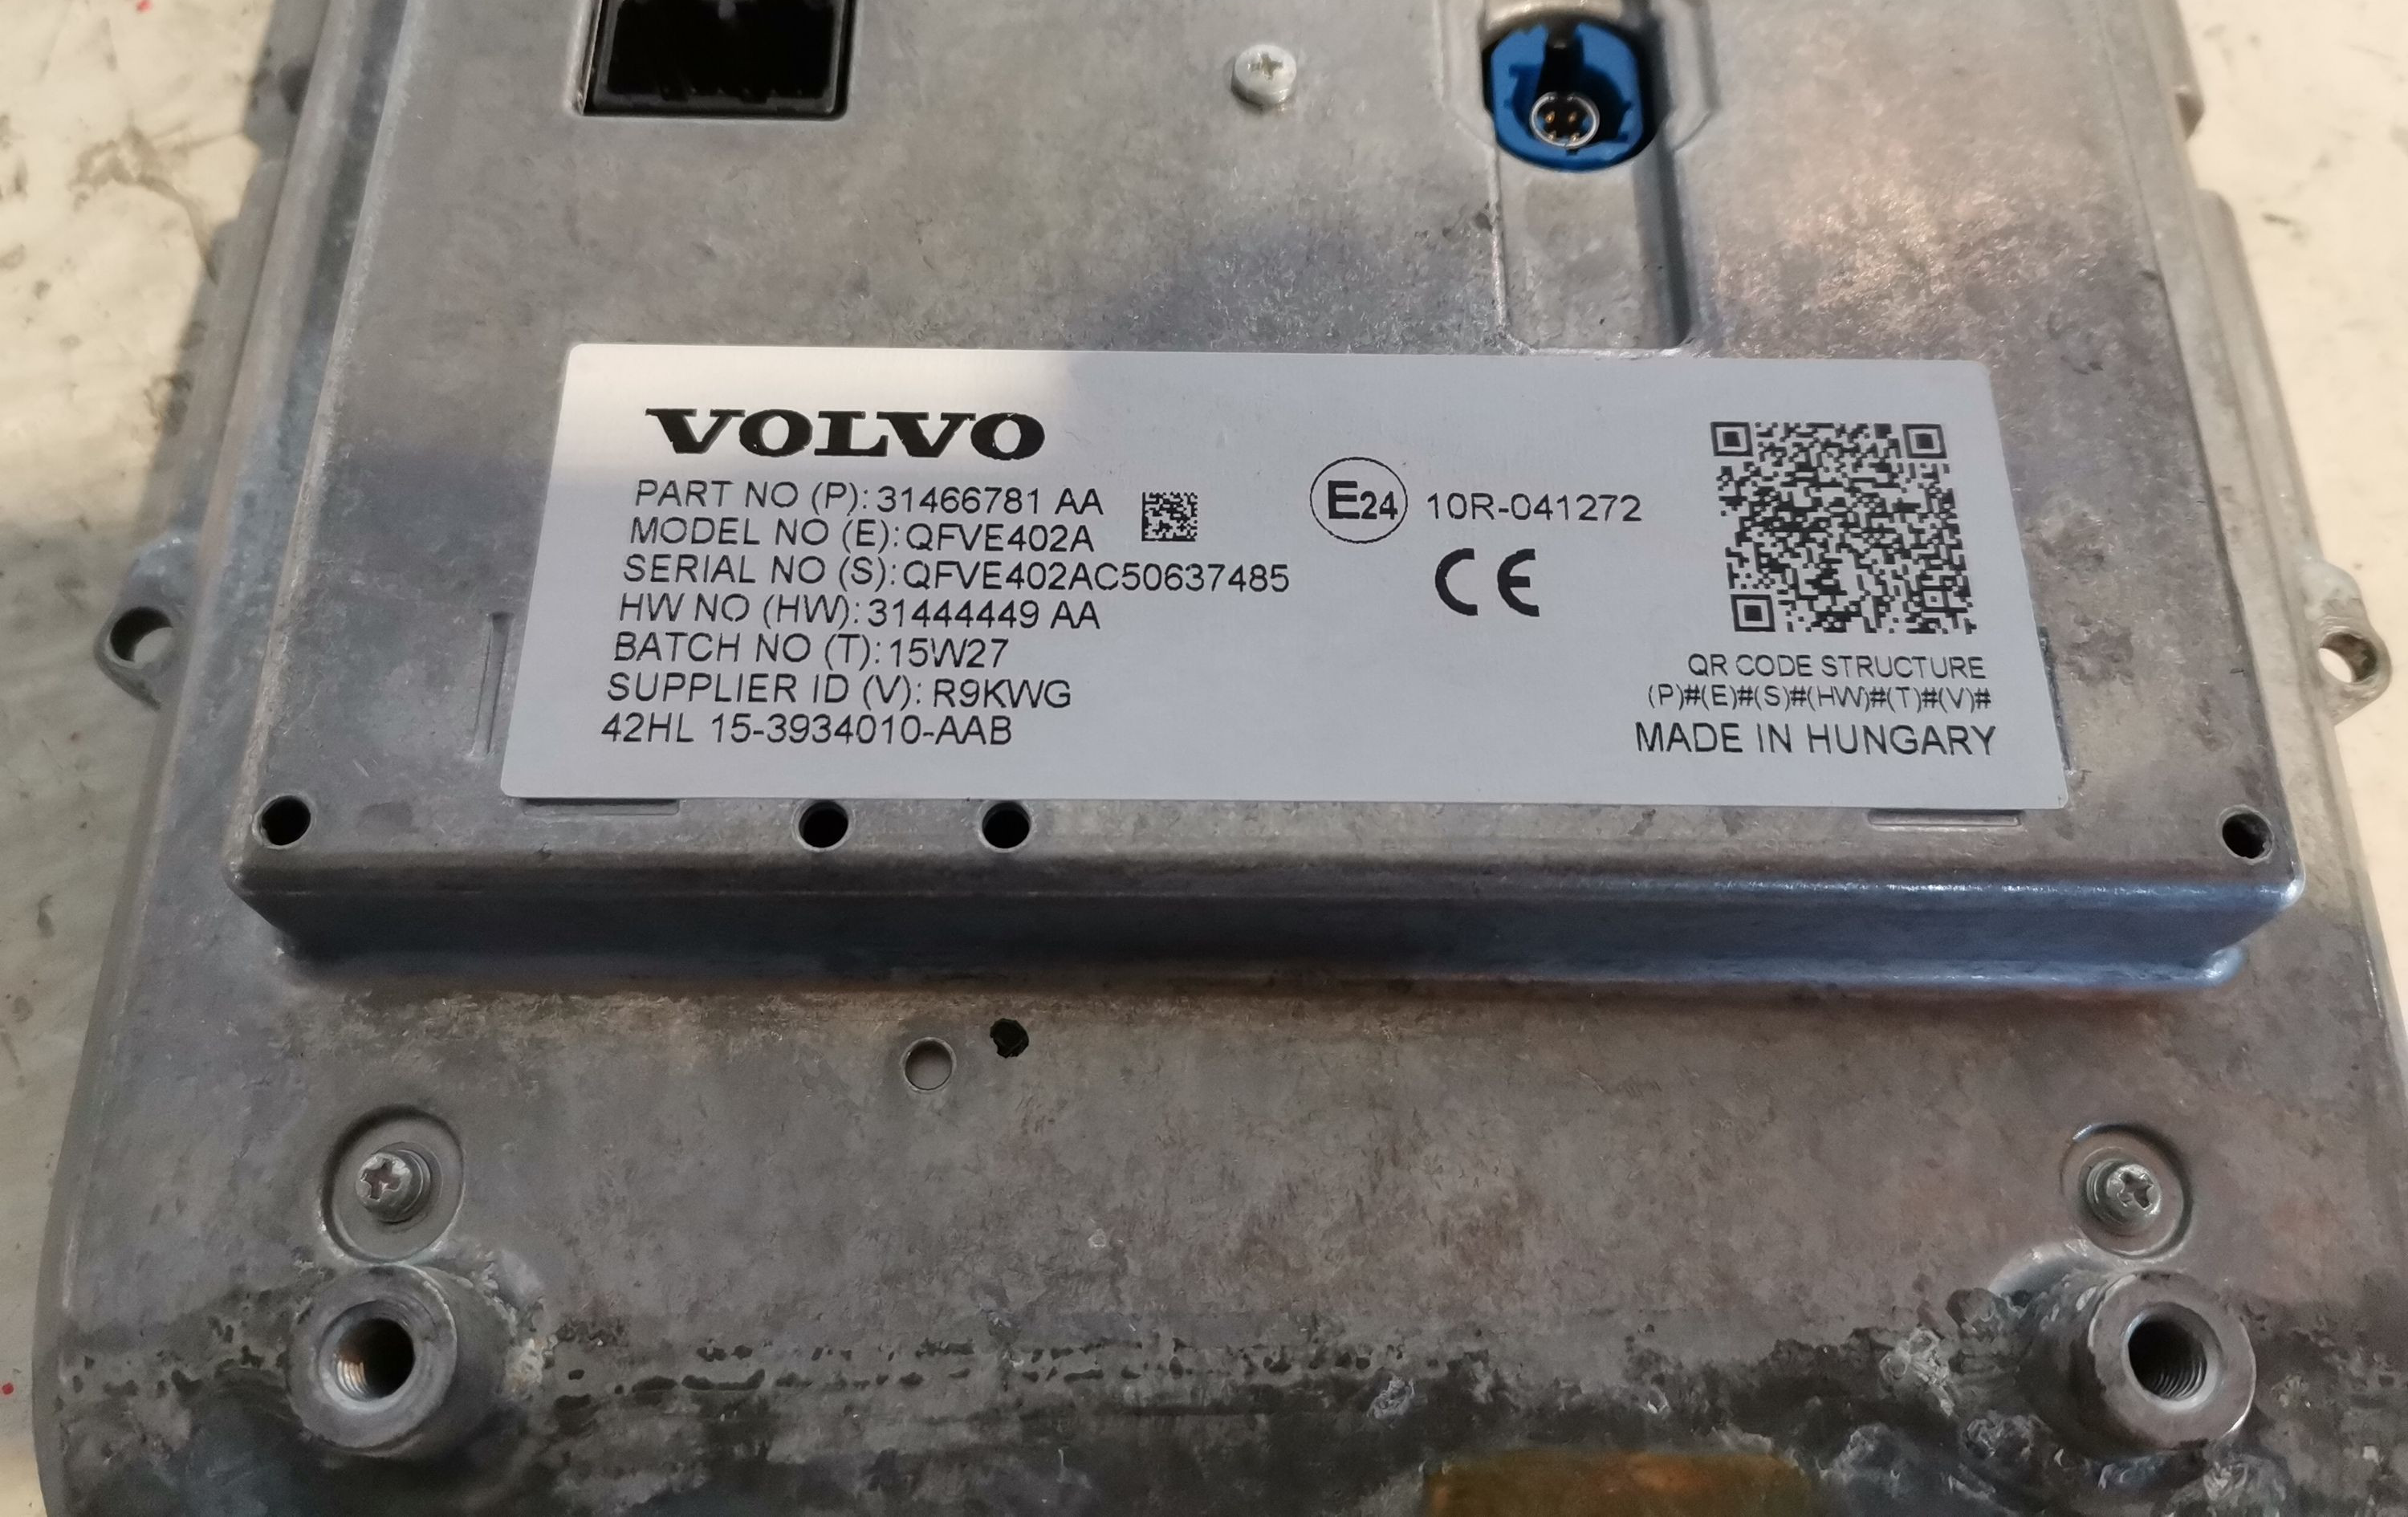 VOLVO
PART NO (P): 31466781 AA
MODEL NO (E): QFVE402A
SERIAL NO (S): QFVE402AC50637485
HW NO (HW): 31444449 AA
BATCH NO (T): 15W27
SUPPLIER ID (V): R9KWG
42HL 15-3934010-AAB
E24 10R-041272
CE
QR CODE STRUCTURE
(P)#(E)#(S)#(HW)#(T)#(V)#
MADE IN HUNGARY